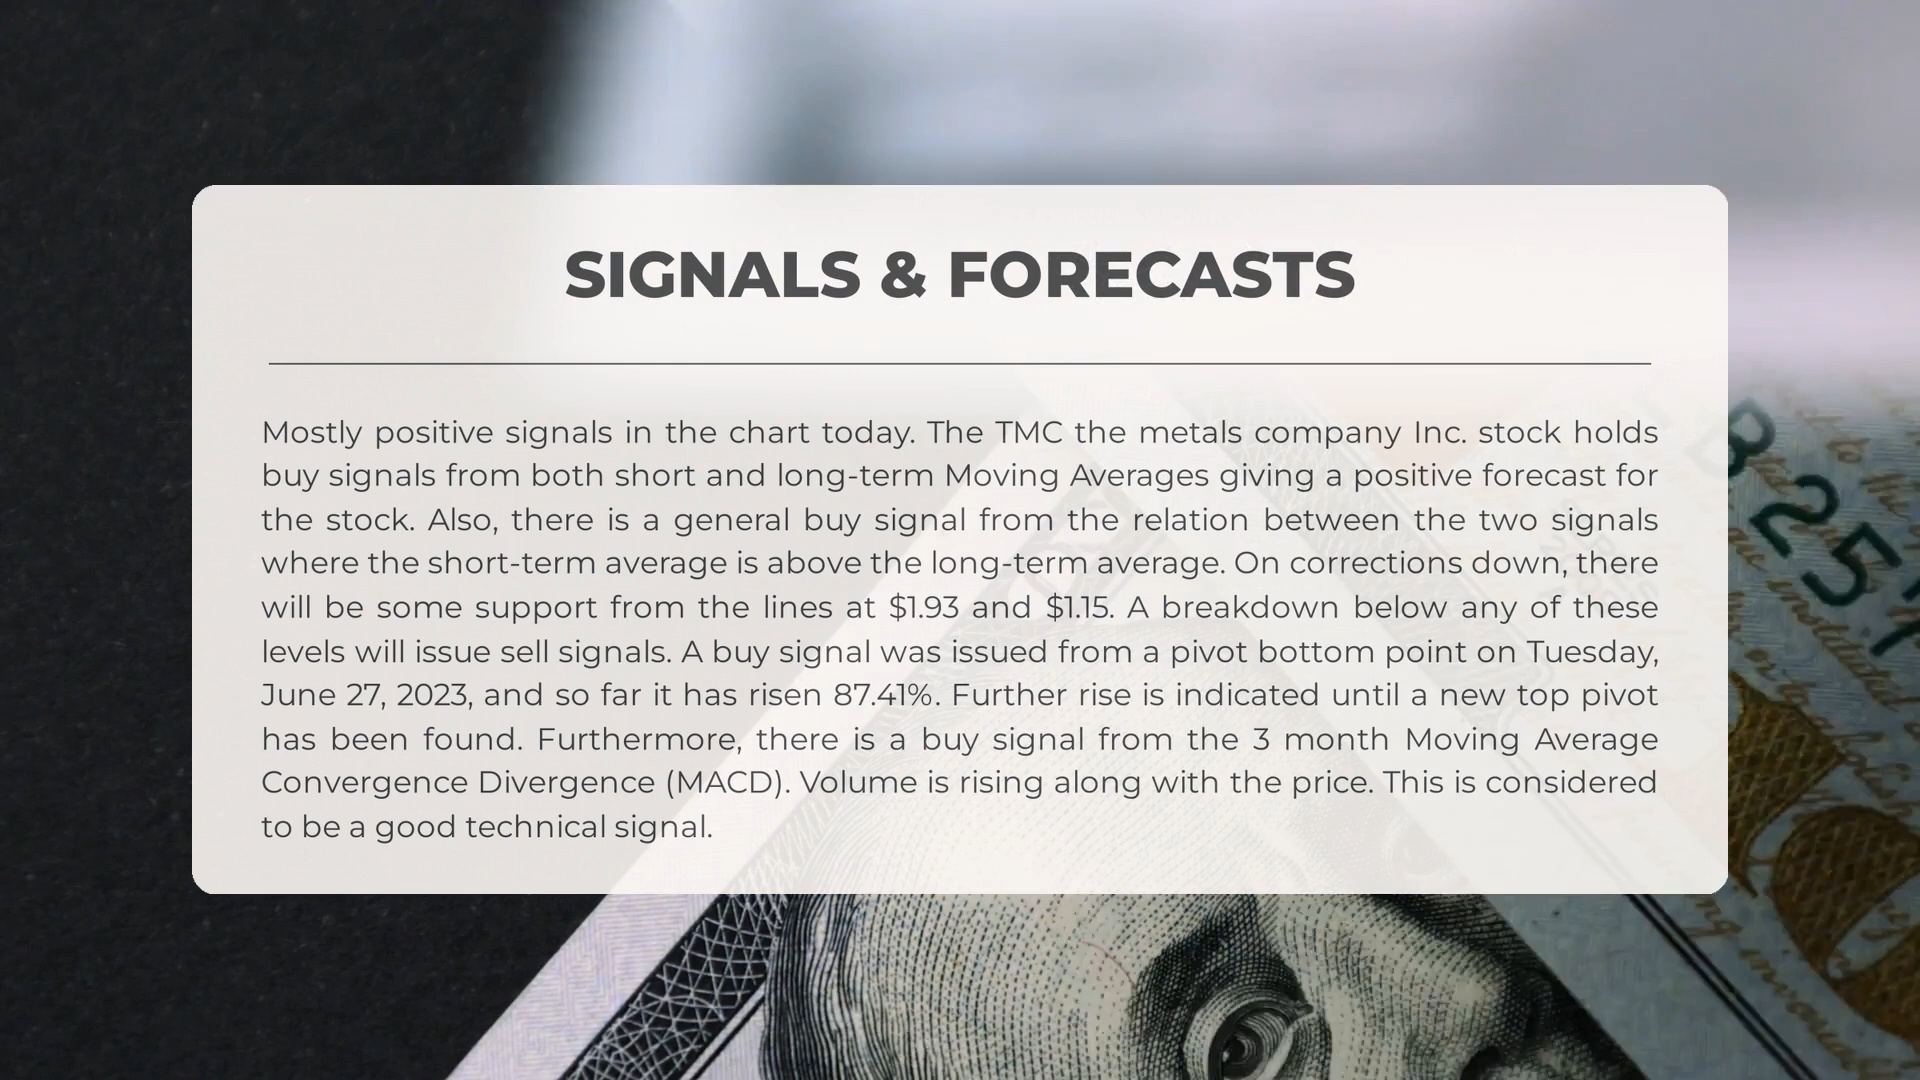 SIGNALS & FORECASTS
Mostly positive signals in the chart today. The TMC the metals company Inc. stock holds
buy signals from both short and long-term Moving Averages giving a positive forecast for
the stock. Also, there is a general buy signal from the relation between the two signals
where the short-term average is above the long-term average. On corrections down, there
will be some support from the lines at $1.93 and $1.15. A breakdown below any of these
levels will issue sell signals. A buy signal was issued from a pivot bottom point on Tuesday,
June 27, 2023, and so far it has risen 87.41%. Further rise is indicated until a new top pivot
has been found. Furthermore, there is a buy signal from the 3 month Moving Average
Convergence Divergence (MACD). Volume is rising along with the price. This is considered
to be a good technical signal.